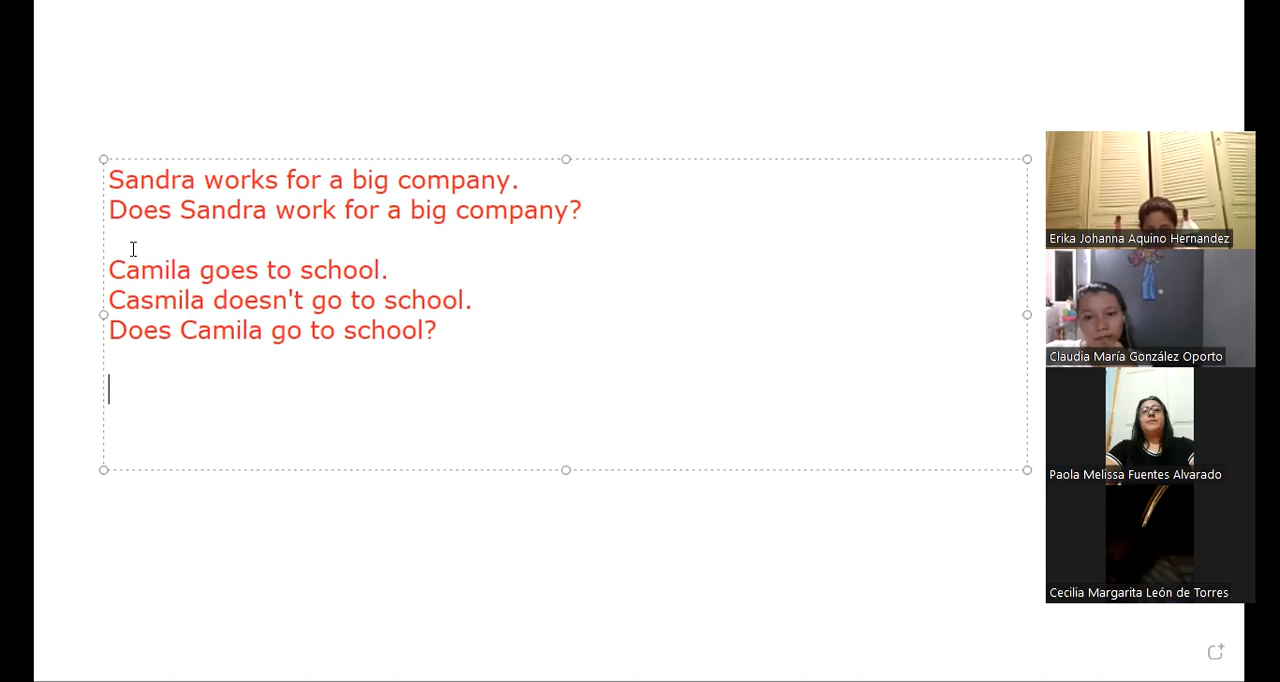 Sandra works for a big company.
Does Sandra work for a big company?
Camila goes to school.
Casmila doesn't go to school.
Does Camila go to school?
Erika Johanna Aquino Hernandez
Claudia María González Oporto
Paola Melissa Fuentes Alvarado
Cecilia Margarita León de Torres